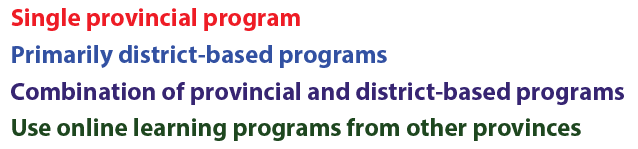 Single provincial program
Primarily district-based programs
Combination of provincial and district-based programs
Use online learning programs from other provinces